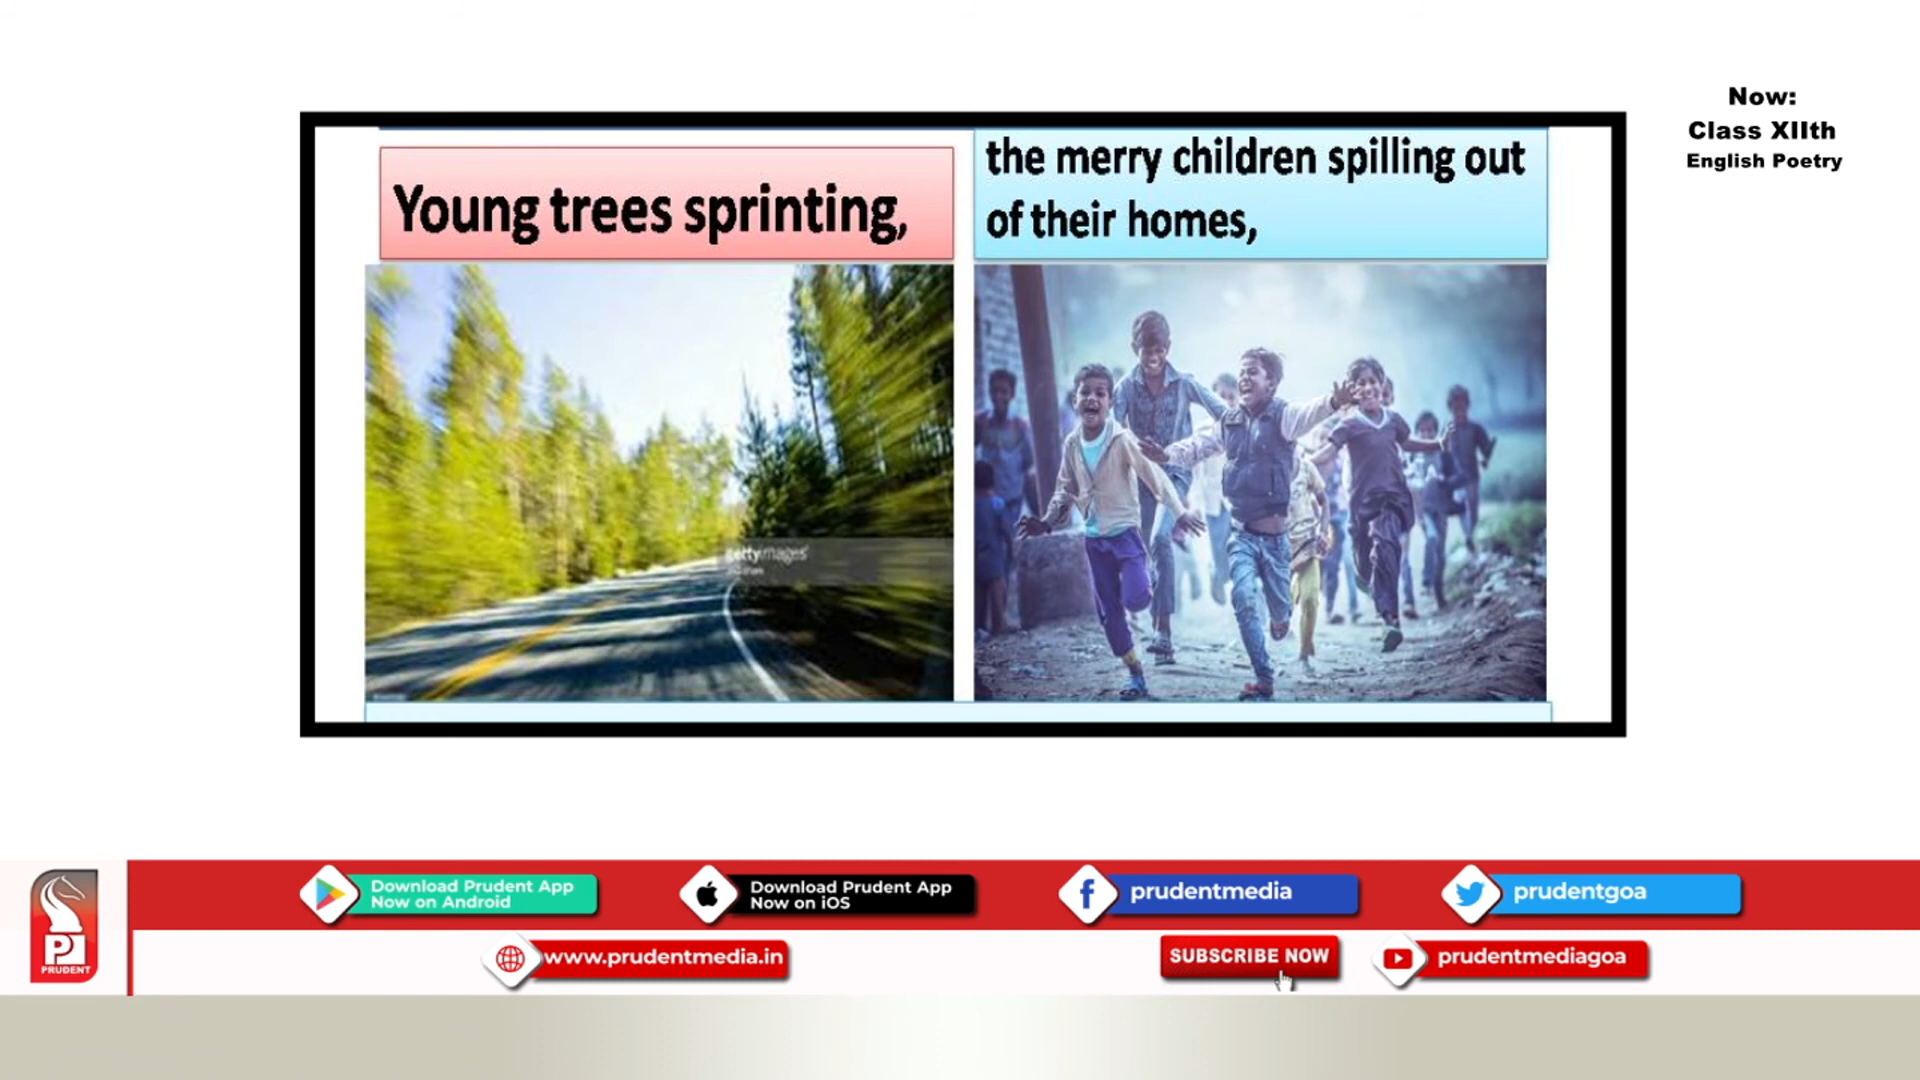 Now:
Class XIIth
English Poetry
Young trees sprinting,
the merry children spilling out
of their homes,
gettyimages
Download Prudent App
Now on Android
Download Prudent App
Now on iOS
prudentmedia
prudentgoa
PRUDENT
www.prudentmedia.in
SUBSCRIBE NOW
prudentmediagoa